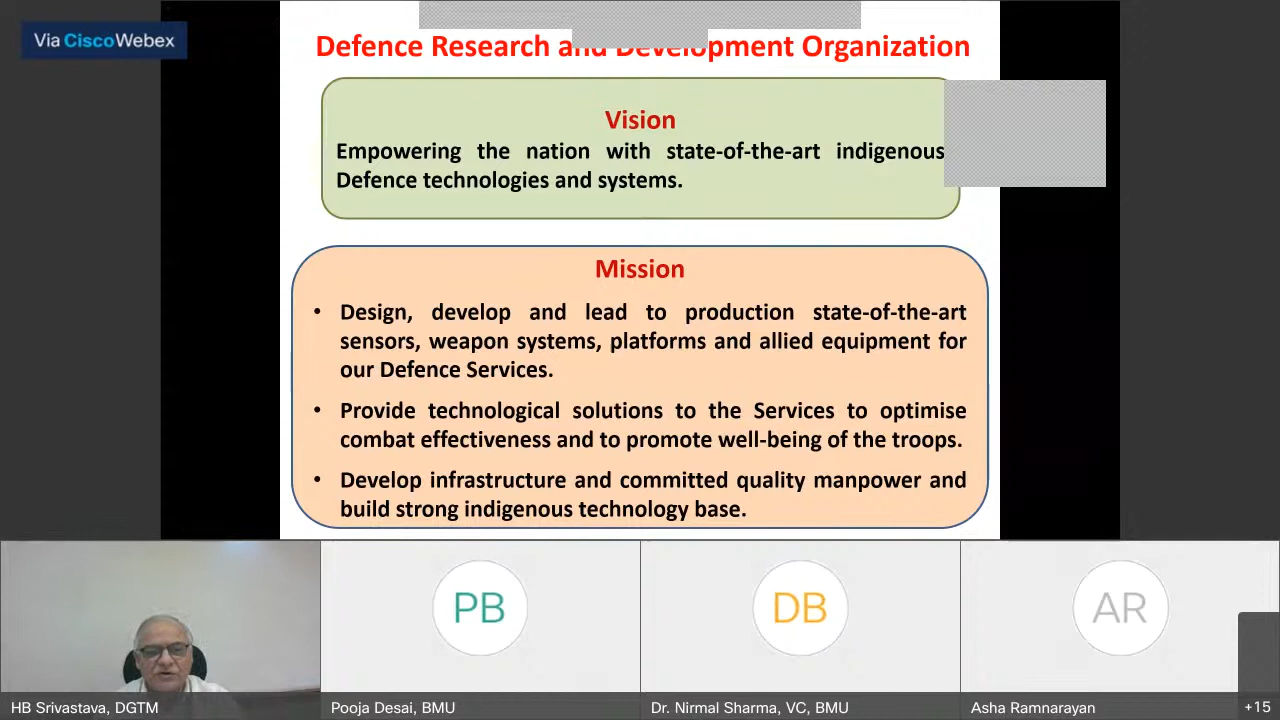 Via CiscoWebex
Defence Research and Development Organization
Vision
Empowering the nation with state-of-the-art indigenous
Defence technologies and systems.
Mission
• Design, develop and lead to production state-of-the-art
sensors, weapon systems, platforms and allied equipment for
our Defence Services.
• Provide technological solutions to the Services to optimise
combat effectiveness and to promote well-being of the troops.
• Develop infrastructure and committed quality manpower and
build strong indigenous technology base.
PB
DB
AR
HB Srivastava, DGTM
Pooja Desai, BMU
Dr. Nirmal Sharma, VC, BMU
Asha Ramnarayan
+15